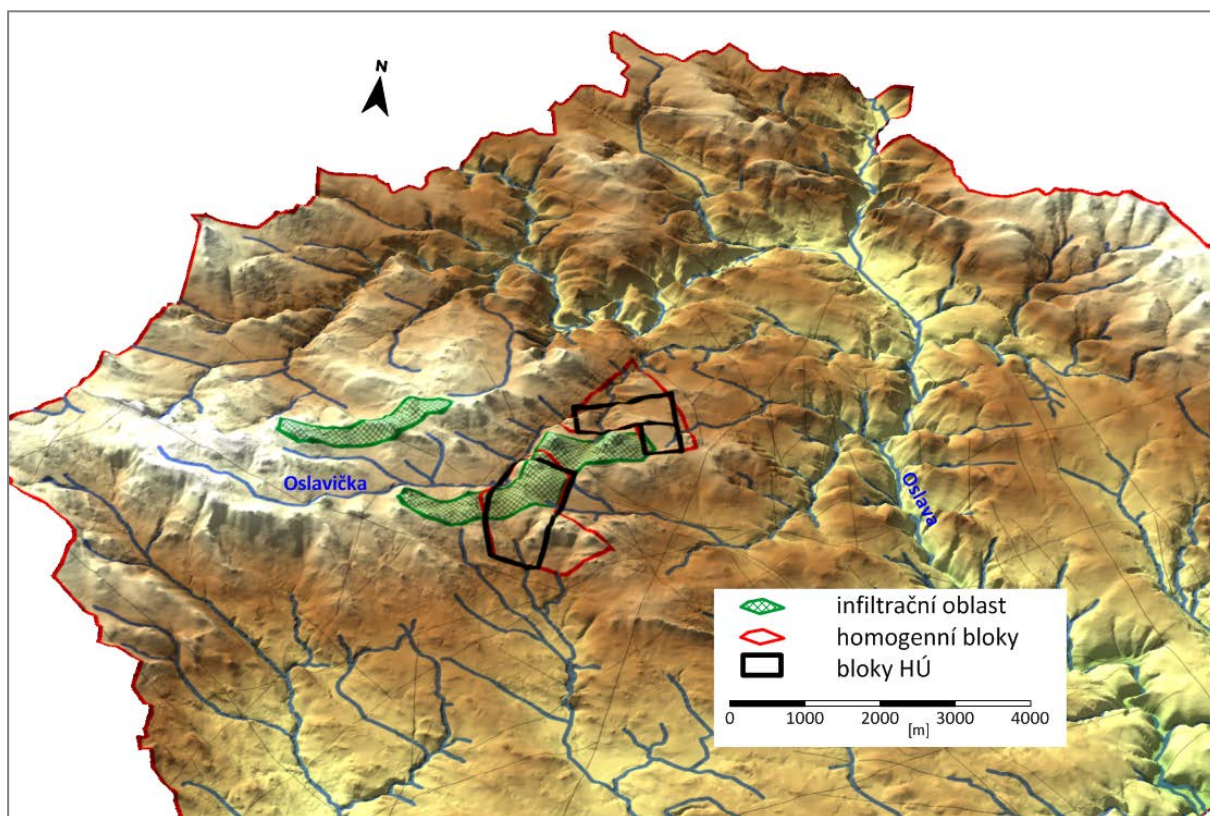 N
Oslavička
Oslava
infiltrační oblast
homogenní bloky
bloky HÚ
0 1000 2000 3000 4000
[m]